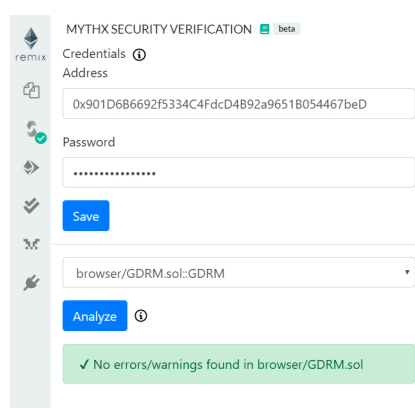 MYTHX SECURITY VERIFICATION beta
remix
Credentials
Address
0x901D6B6692f5334C4FdcD4B92a9651B054467beD
Password
••••••••••••••••
Save
browser/GDRM.sol::GDRM
Analyze
✓ No errors/warnings found in browser/GDRM.sol